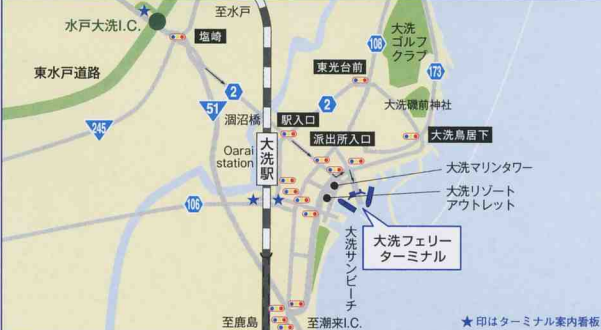 至水戸
水戸大洗I.C.
塩崎
東水戸道路
2
51
245
涸沼橋
Oarai
station
大洗駅
駅入口
派出所入口
2
東光台前
108
大洗
ゴルフ
クラブ
173
大洗磯前神社
大洗鳥居下
大洗マリンタワー
大洗リゾート
アウトレット
106
大洗フェリー
ターミナル
大洗サンビーチ
至鹿島
至潮来I.C.
★印はターミナル案内看板